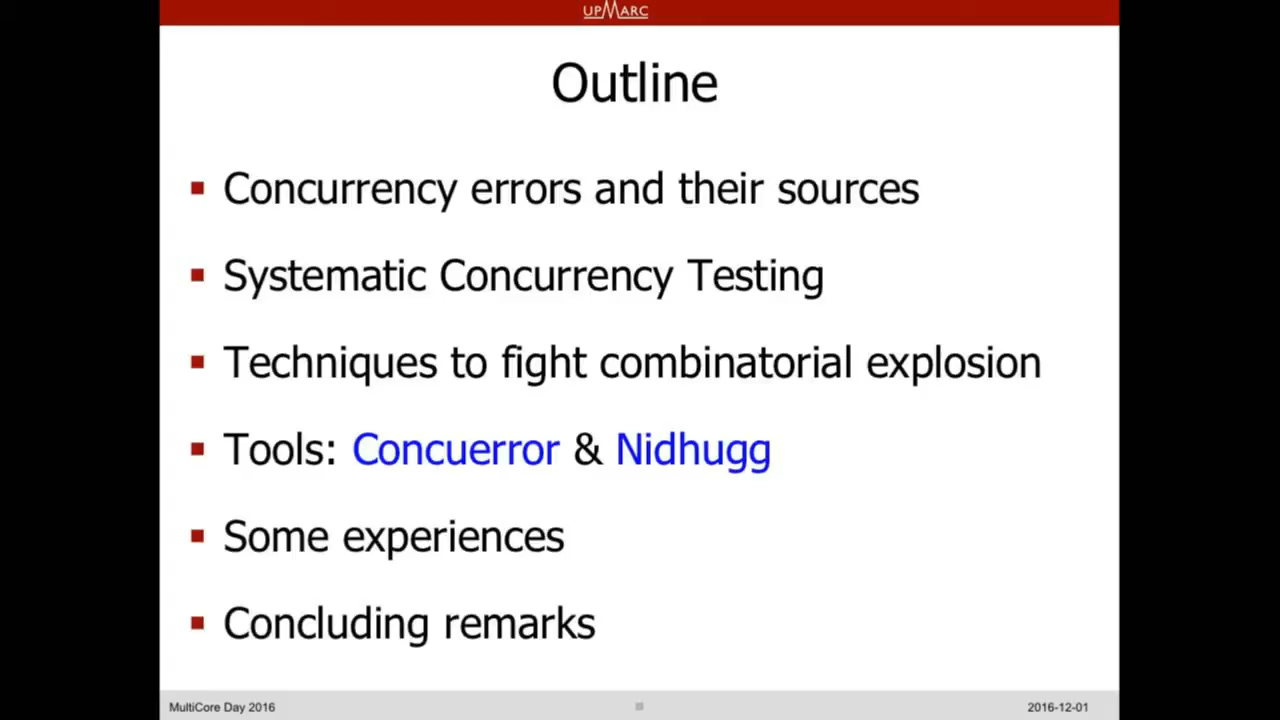 UPMARC
Outline
Concurrency errors and their sources
Systematic Concurrency Testing
Techniques to fight combinatorial explosion
Tools: Concuerror & Nidhugg
Some experiences
Concluding remarks
MultiCore Day 2016
2016-12-01